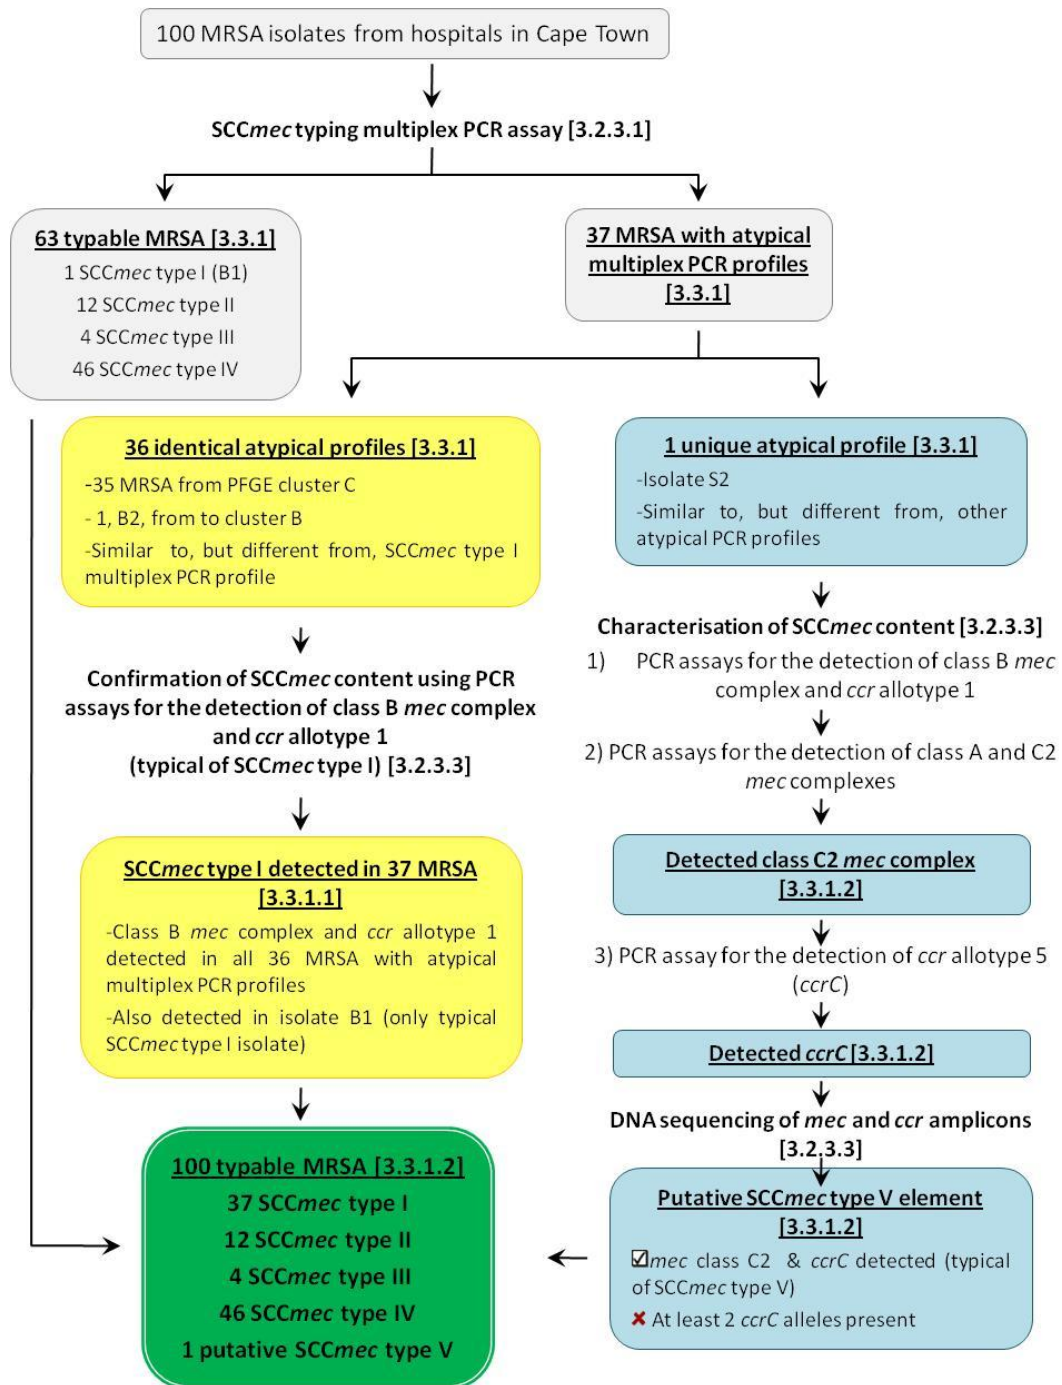 100 MRSA isolates from hospitals in Cape Town
SCCmec typing multiplex PCR assay [3.2.3.1]
63 typable MRSA [3.3.1]
1 SCCmec type I (B1)
12 SCCmec type II
4 SCCmec type III
46 SCCmec type IV
37 MRSA with atypical
multiplex PCR profiles
[3.3.1]
36 identical atypical profiles [3.3.1]
-35 MRSA from PFGE cluster C
- 1, B2, from to cluster B
-Similar to, but different from, SCCmec type I
multiplex PCR profile
1 unique atypical profile [3.3.1]
-Isolate S2
-Similar to, but different from, other
atypical PCR profiles
Confirmation of SCCmec content using PCR
assays for the detection of class B mec complex
and ccr allotype 1
(typical of SCCmec type I) [3.2.3.3]
Characterisation of SCCmec content [3.2.3.3]
1) PCR assays for the detection of class B mec
complex and ccr allotype 1
2) PCR assays for the detection of class A and C2
mec complexes
SCCmec type I detected in 37 MRSA
[3.3.1.1]
-Class B mec complex and ccr allotype 1
detected in all 36 MRSA with atypical
multiplex PCR profiles
-Also detected in isolate B1 (only typical
SCCmec type I isolate)
Detected class C2 mec complex
[3.3.1.2]
3) PCR assay for the detection of ccr allotype 5
(ccrC)
Detected ccrC [3.3.1.2]
DNA sequencing of mec and ccr amplicons
[3.2.3.3]
100 typable MRSA [3.3.1.2]
37 SCCmec type I
12 SCCmec type II
4 SCCmec type III
46 SCCmec type IV
1 putative SCCmec type V
Putative SCCmec type V element
[3.3.1.2]
☑mec class C2 & ccrC detected (typical
of SCCmec type V)
✘ At least 2 ccrC alleles present